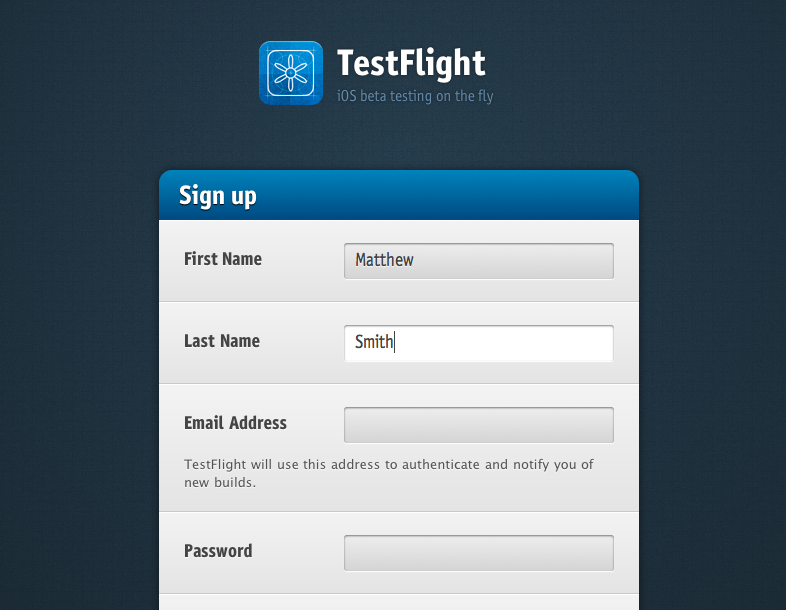 TestFlight
iOS beta testing on the fly
Sign up
First Name
Matthew
Last Name
Smith
Email Address
TestFlight will use this address to authenticate and notify you of
new builds.
Password